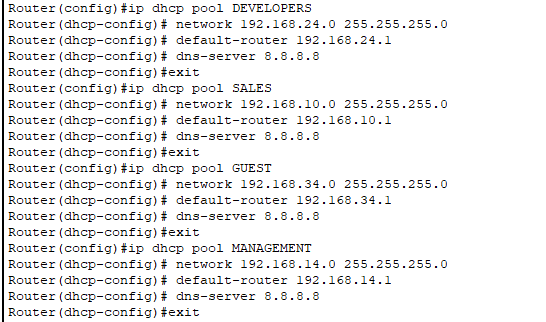 Router(config)#ip dhcp pool DEVELOPERS
Router(dhcp-config)# network 192.168.24.0 255.255.255.0
Router(dhcp-config)# default-router 192.168.24.1
Router(dhcp-config)# dns-server 8.8.8.8
Router(dhcp-config)#exit
Router(config)#ip dhcp pool SALES
Router(dhcp-config)# network 192.168.10.0 255.255.255.0
Router(dhcp-config)# default-router 192.168.10.1
Router(dhcp-config)# dns-server 8.8.8.8
Router(dhcp-config)#exit
Router(config)#ip dhcp pool GUEST
Router(dhcp-config)# network 192.168.34.0 255.255.255.0
Router(dhcp-config)# default-router 192.168.34.1
Router(dhcp-config)# dns-server 8.8.8.8
Router(dhcp-config)#exit
Router(config)#ip dhcp pool MANAGEMENT
Router(dhcp-config)# network 192.168.14.0 255.255.255.0
Router(dhcp-config)# default-router 192.168.14.1
Router(dhcp-config)# dns-server 8.8.8.8
Router(dhcp-config)#exit